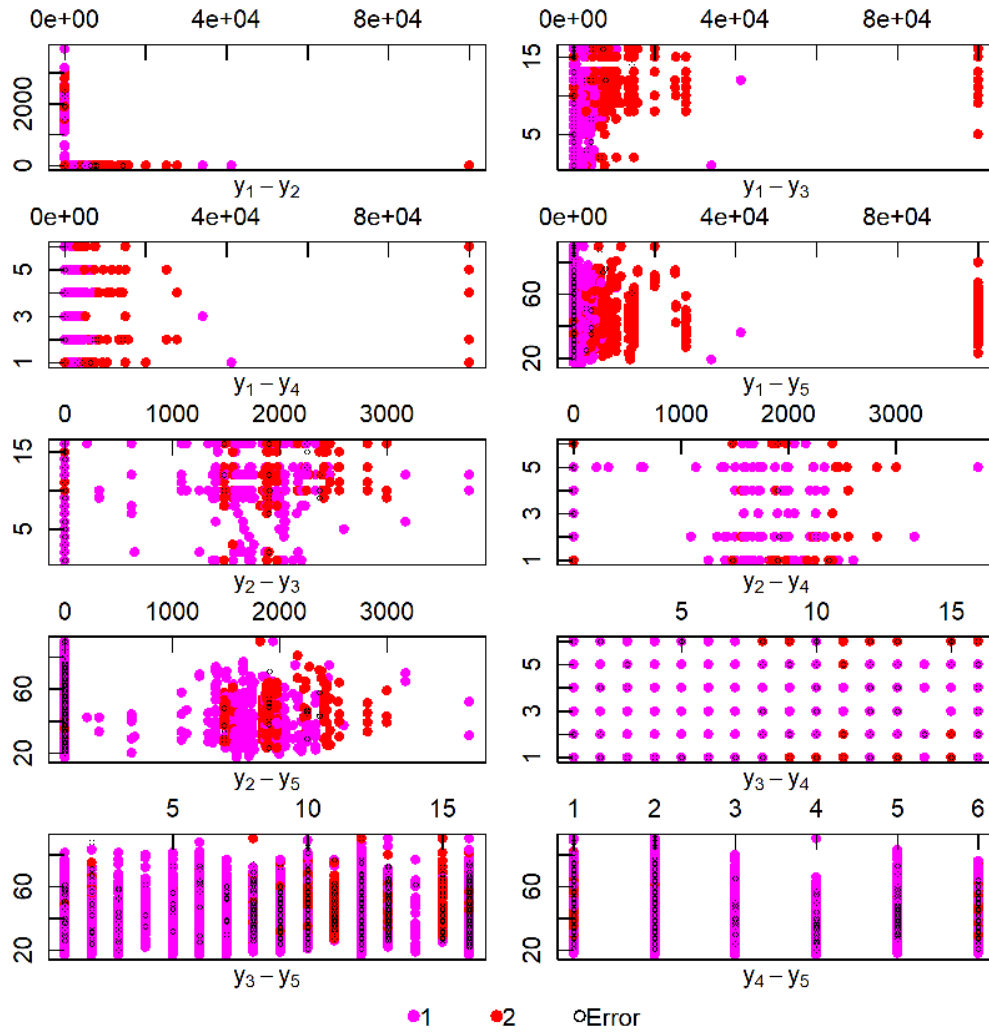 0e+00 4e+04 8e+04
0e+00 4e+04 8e+04
0 2000
5 15
y1 – y2
y1 – y3
0e+00 4e+04 8e+04
0e+00 4e+04 8e+04
1 3 5
20 60
y1 – y4
y1 – y5
0 1000 2000 3000
0 1000 2000 3000
5 15
1 3 5
y2 – y3
y2 – y4
0 1000 2000 3000
5 10 15
20 60
1 3 5
y2 – y5
y3 – y4
5 10 15
1 2 3 4 5 6
20 60
20 60
y3 – y5
y4 – y5
1 2 Error